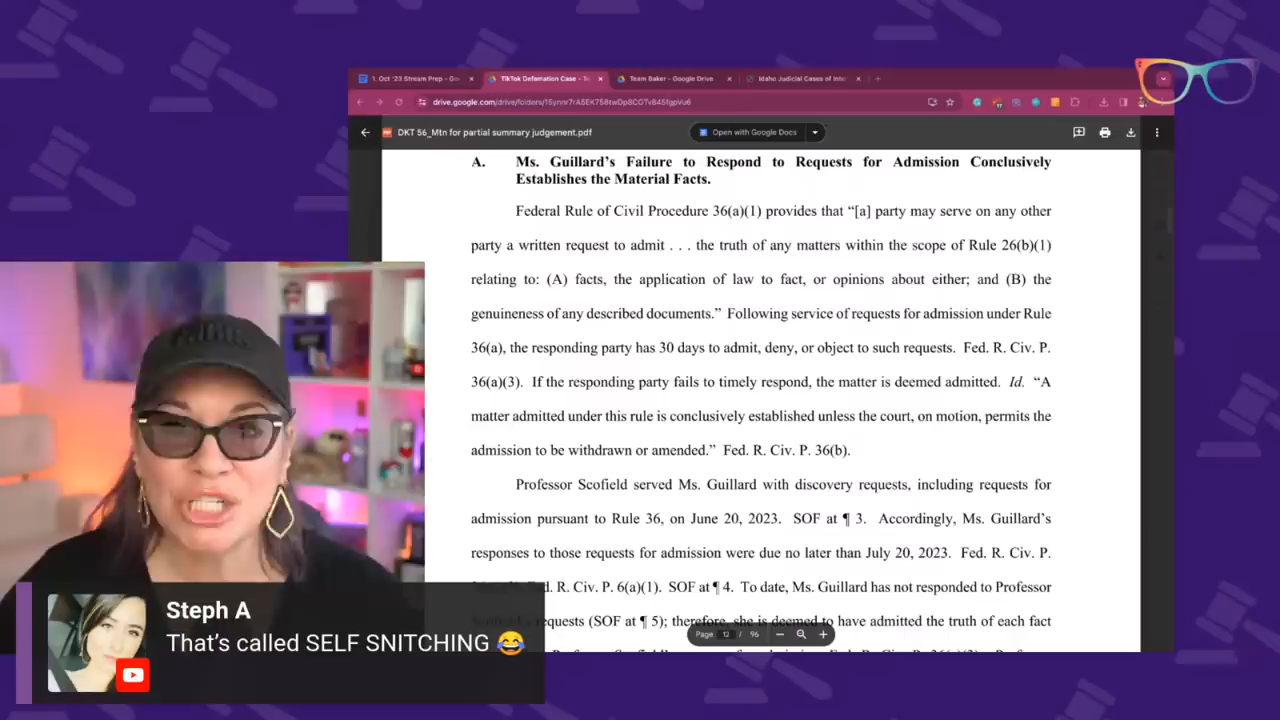 1. Oct '23 Stream Prep - Go
TikTok Defamation Case - T
Team Baker - Google Drive
Idaho Judicial Cases of Inte
drive.google.com/drive/folders/
DKT 56_Mtn for partial summary judgement.pdf
Open with Google Docs
A. Ms. Guillard's Failure to Respond to Requests for Admission Conclusively
Establishes the Material Facts.
Federal Rule of Civil Procedure 36(a)(1) provides that “[a] party may serve on any other
party a written request to admit . . . the truth of any matters within the scope of Rule 26(b)(1)
relating to: (A) facts, the application of law to fact, or opinions about either; and (B) the
genuineness of any described documents.” Following service of requests for admission under Rule
36(a), the responding party has 30 days to admit, deny, or object to such requests. Fed. R. Civ. P.
36(a)(3). If the responding party fails to timely respond, the matter is deemed admitted. Id. “A
matter admitted under this rule is conclusively established unless the court, on motion, permits the
admission to be withdrawn or amended.” Fed. R. Civ. P. 36(b).
Professor Scofield served Ms. Guillard with discovery requests, including requests for
admission pursuant to Rule 36, on June 20, 2023. SOF at ¶ 3. Accordingly, Ms. Guillard's
responses to those requests for admission were due no later than July 20, 2023. Fed. R. Civ. P.
d. R. Civ. P. 6(a)(1). SOF at ¶ 4. To date, Ms. Guillard has not responded to Professor
requests (SOF at ¶ 5); therefore, she is deemed to have admitted the truth of each fact
Page 12 / 96
Steph A
That’s called SELF SNITCHING 😂